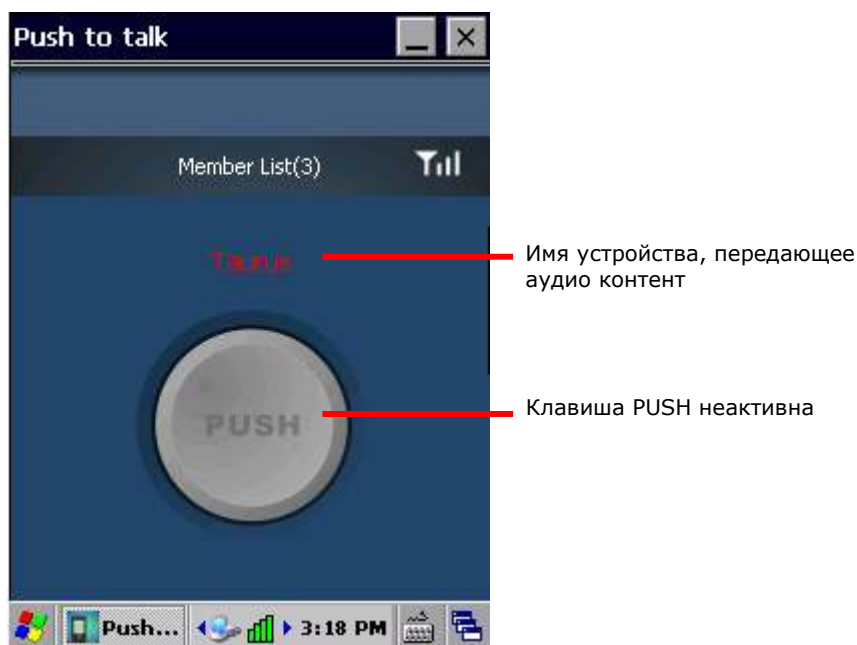 Push to talk
Member List(3)
Имя устройства, передающее
аудио контент
PUSH
Клавиша PUSH неактивна
Push...
3:18 PM